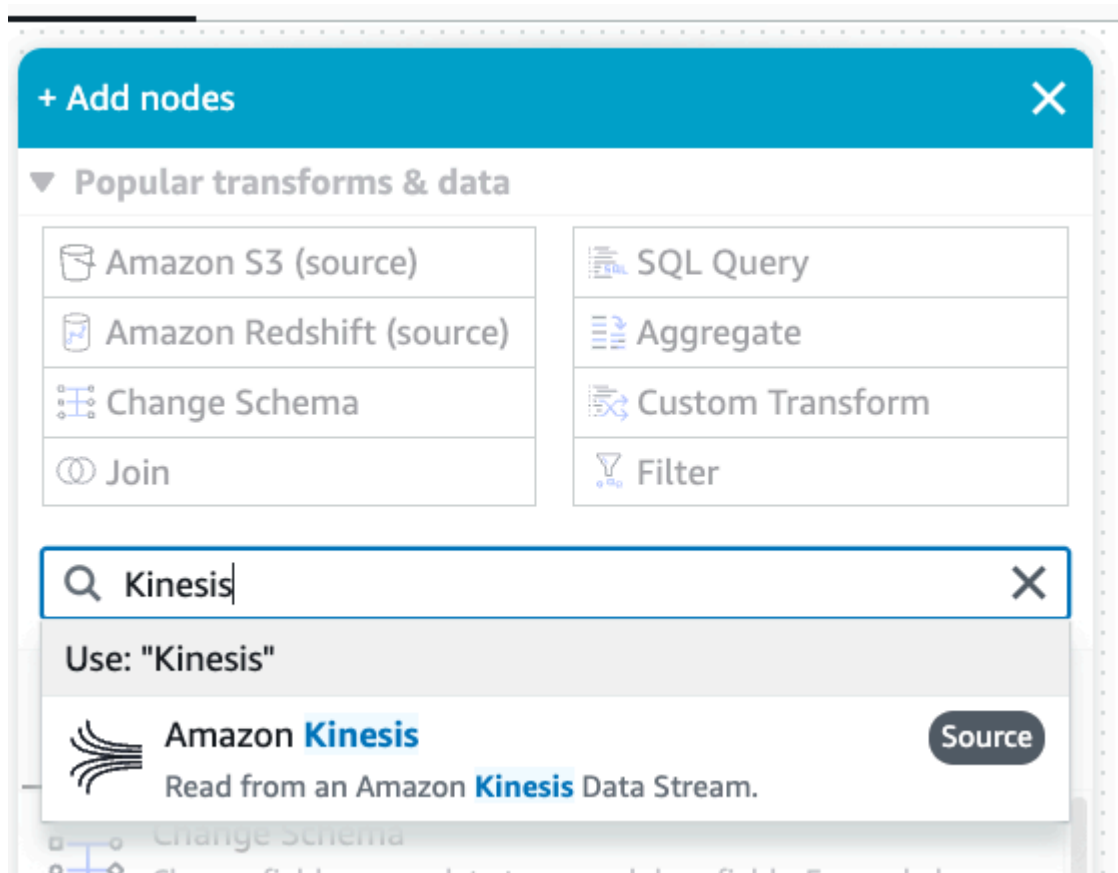 + Add nodes
Popular transforms & data
Amazon S3 (source)
SQL Query
Amazon Redshift (source)
Aggregate
Change Schema
Custom Transform
Join
Filter
Kinesis
Use: "Kinesis"
Amazon Kinesis
Source
Read from an Amazon Kinesis Data Stream.
Change Schema